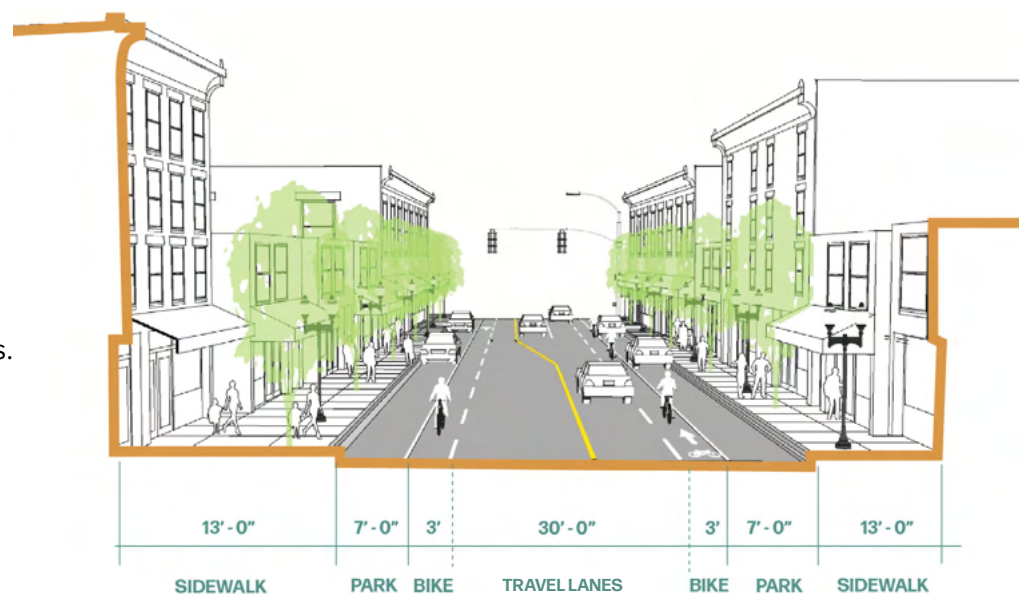 s.
13' - 0" 7' - 0" 3' 30' - 0" 3' 7' - 0" 13' - 0"
SIDEWALK PARK BIKE TRAVEL LANES BIKE PARK SIDEWALK